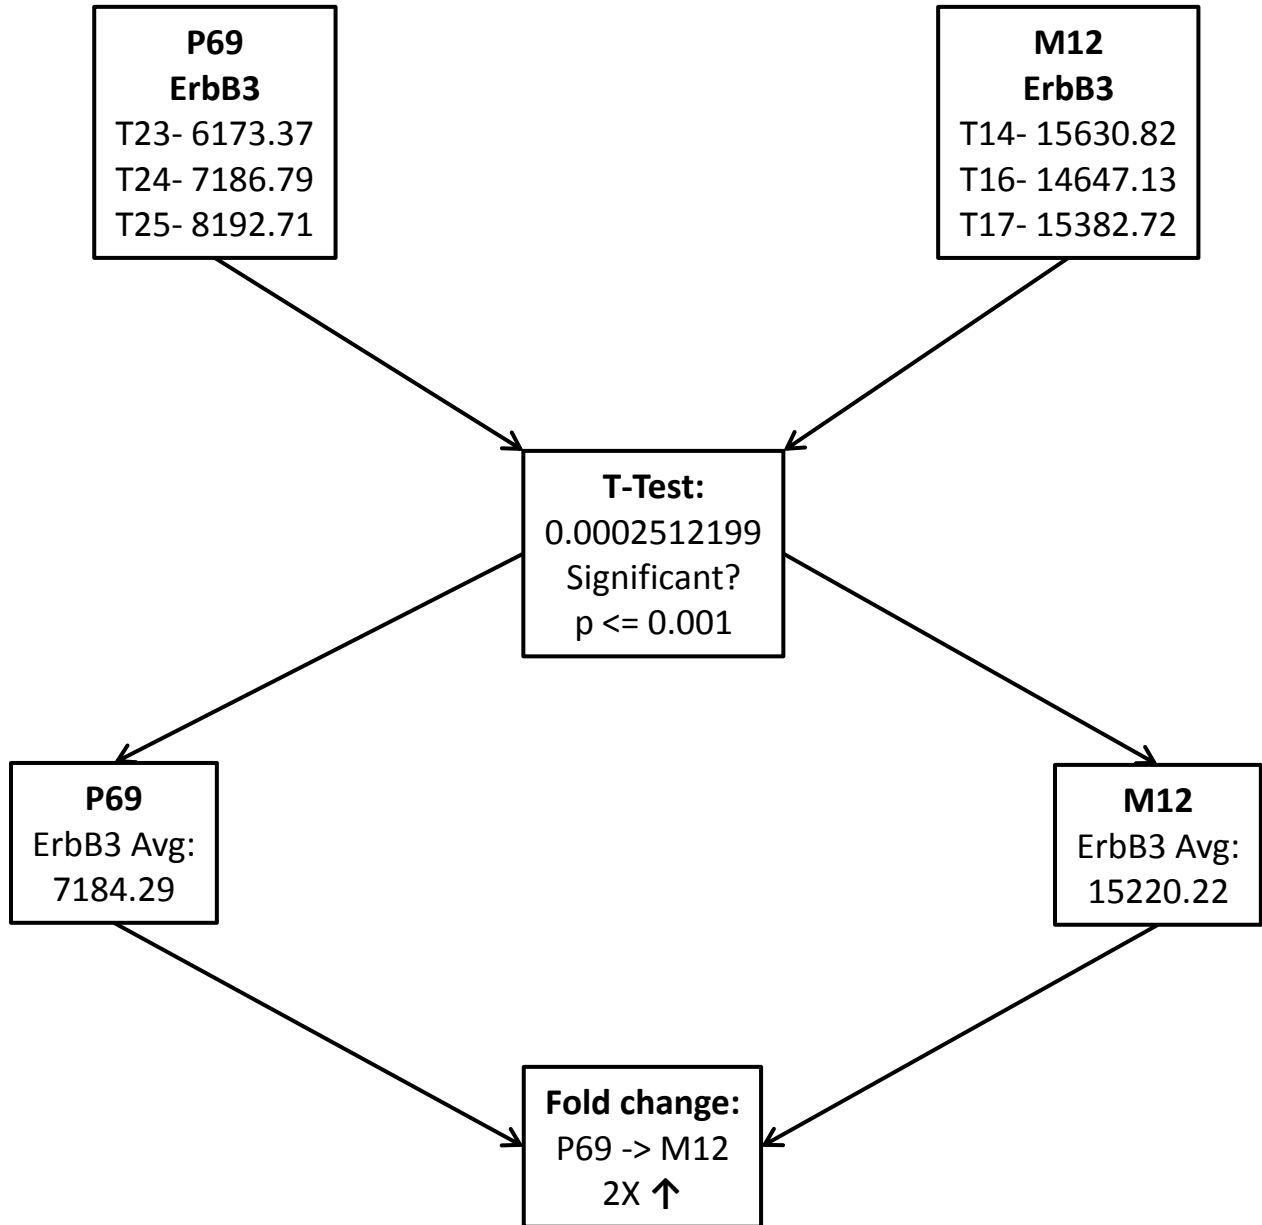 P69
ErbB3
T23- 6173.37
T24- 7186.79
T25- 8192.71
M12
ErbB3
T14- 15630.82
T16- 14647.13
T17- 15382.72
T-Test:
0.0002512199
Significant?
p <= 0.001
P69
ErbB3 Avg:
7184.29
M12
ErbB3 Avg:
15220.22
Fold change:
P69 -> M12
2X ↑